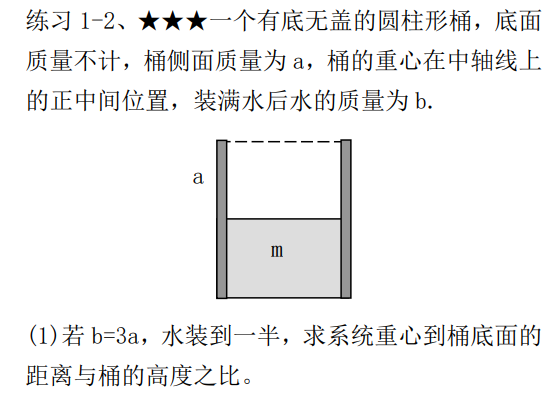 练习 1-2、★★★一个有底无盖的圆柱形桶，底面
质量不计，桶侧面质量为 a，桶的重心在中轴线上
的正中间位置，装满水后水的质量为 b.
a
m
(1)若 b=3a，水装到一半，求系统重心到桶底面的
距离与桶的高度之比。